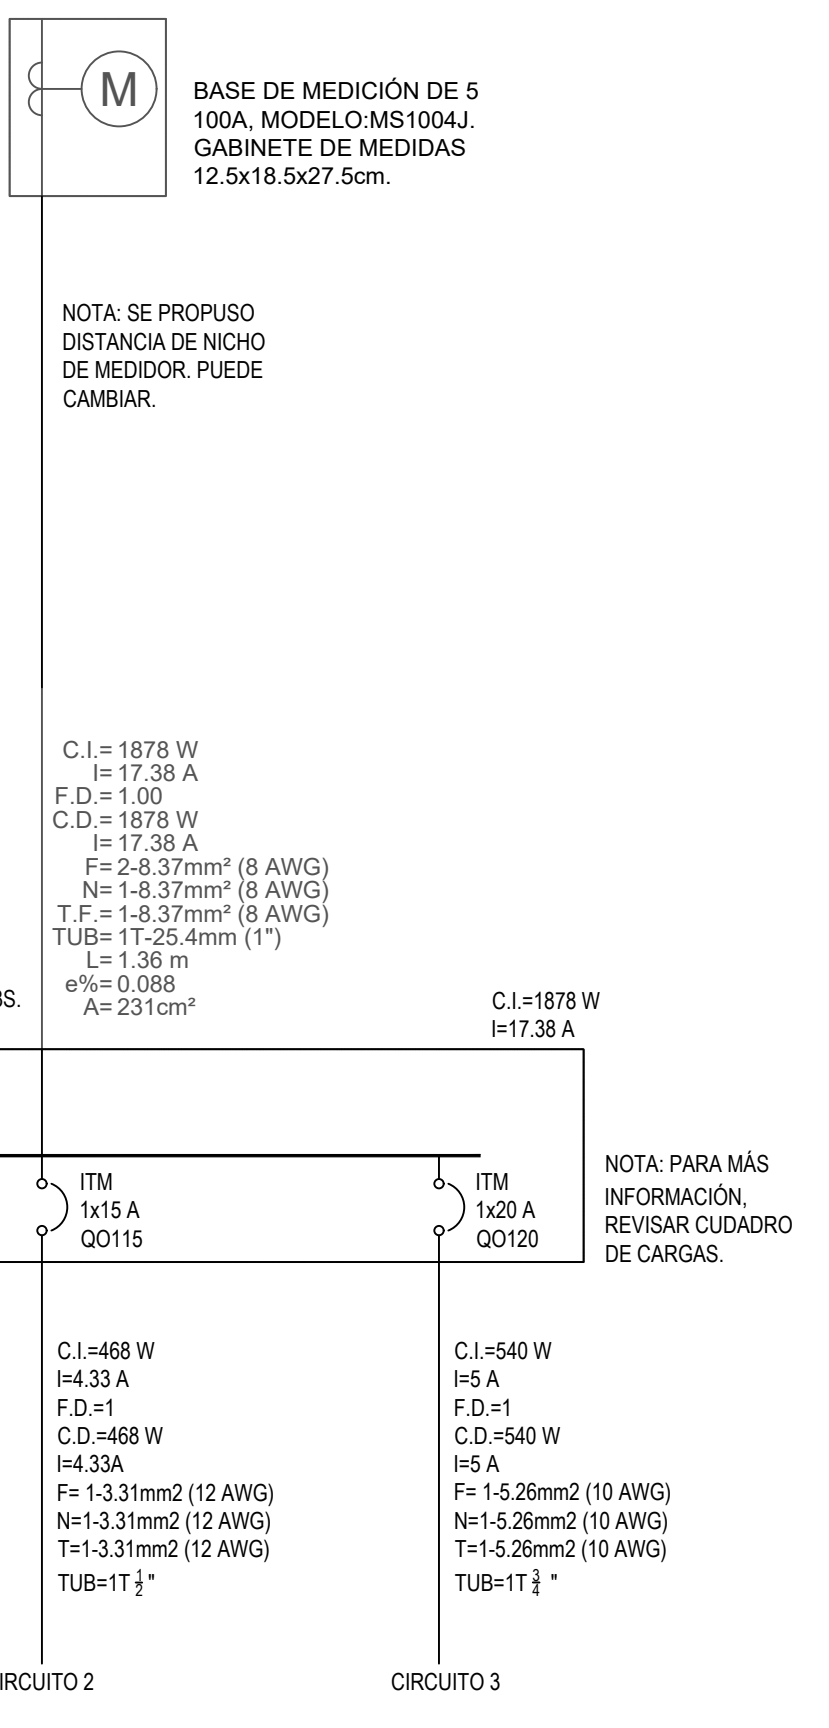 M
BASE DE MEDICIÓN DE 5
100A, MODELO:MS1004J.
GABINETE DE MEDIDAS
12.5x18.5x27.5cm.
NOTA: SE PROPUSO
DISTANCIA DE NICHO
DE MEDIDOR. PUEDE
CAMBIAR.
C.I.= 1878 W
I= 17.38 A
F.D.= 1.00
C.D.= 1878 W
I= 17.38 A
F= 2-8.37mm² (8 AWG)
N= 1-8.37mm² (8 AWG)
T.F.= 1-8.37mm² (8 AWG)
TUB= 1T-25.4mm (1")
L= 1.36 m
e%= 0.088
A= 231cm²
S.
C.I.=1878 W
I=17.38 A
ITM
1x15 A
QO115
ITM
1x20 A
QO120
NOTA: PARA MÁS
INFORMACIÓN,
REVISAR CUDADRO
DE CARGAS.
C.I.=468 W
I=4.33 A
F.D.=1
C.D.=468 W
I=4.33A
F= 1-3.31mm2 (12 AWG)
N=1-3.31mm2 (12 AWG)
T=1-3.31mm2 (12 AWG)
TUB=1T 1/2 "
C.I.=540 W
I=5 A
F.D.=1
C.D.=540 W
I=5 A
F= 1-5.26mm2 (10 AWG)
N=1-5.26mm2 (10 AWG)
T=1-5.26mm2 (10 AWG)
TUB=1T 3/4 "
IRCUITO 2
CIRCUITO 3